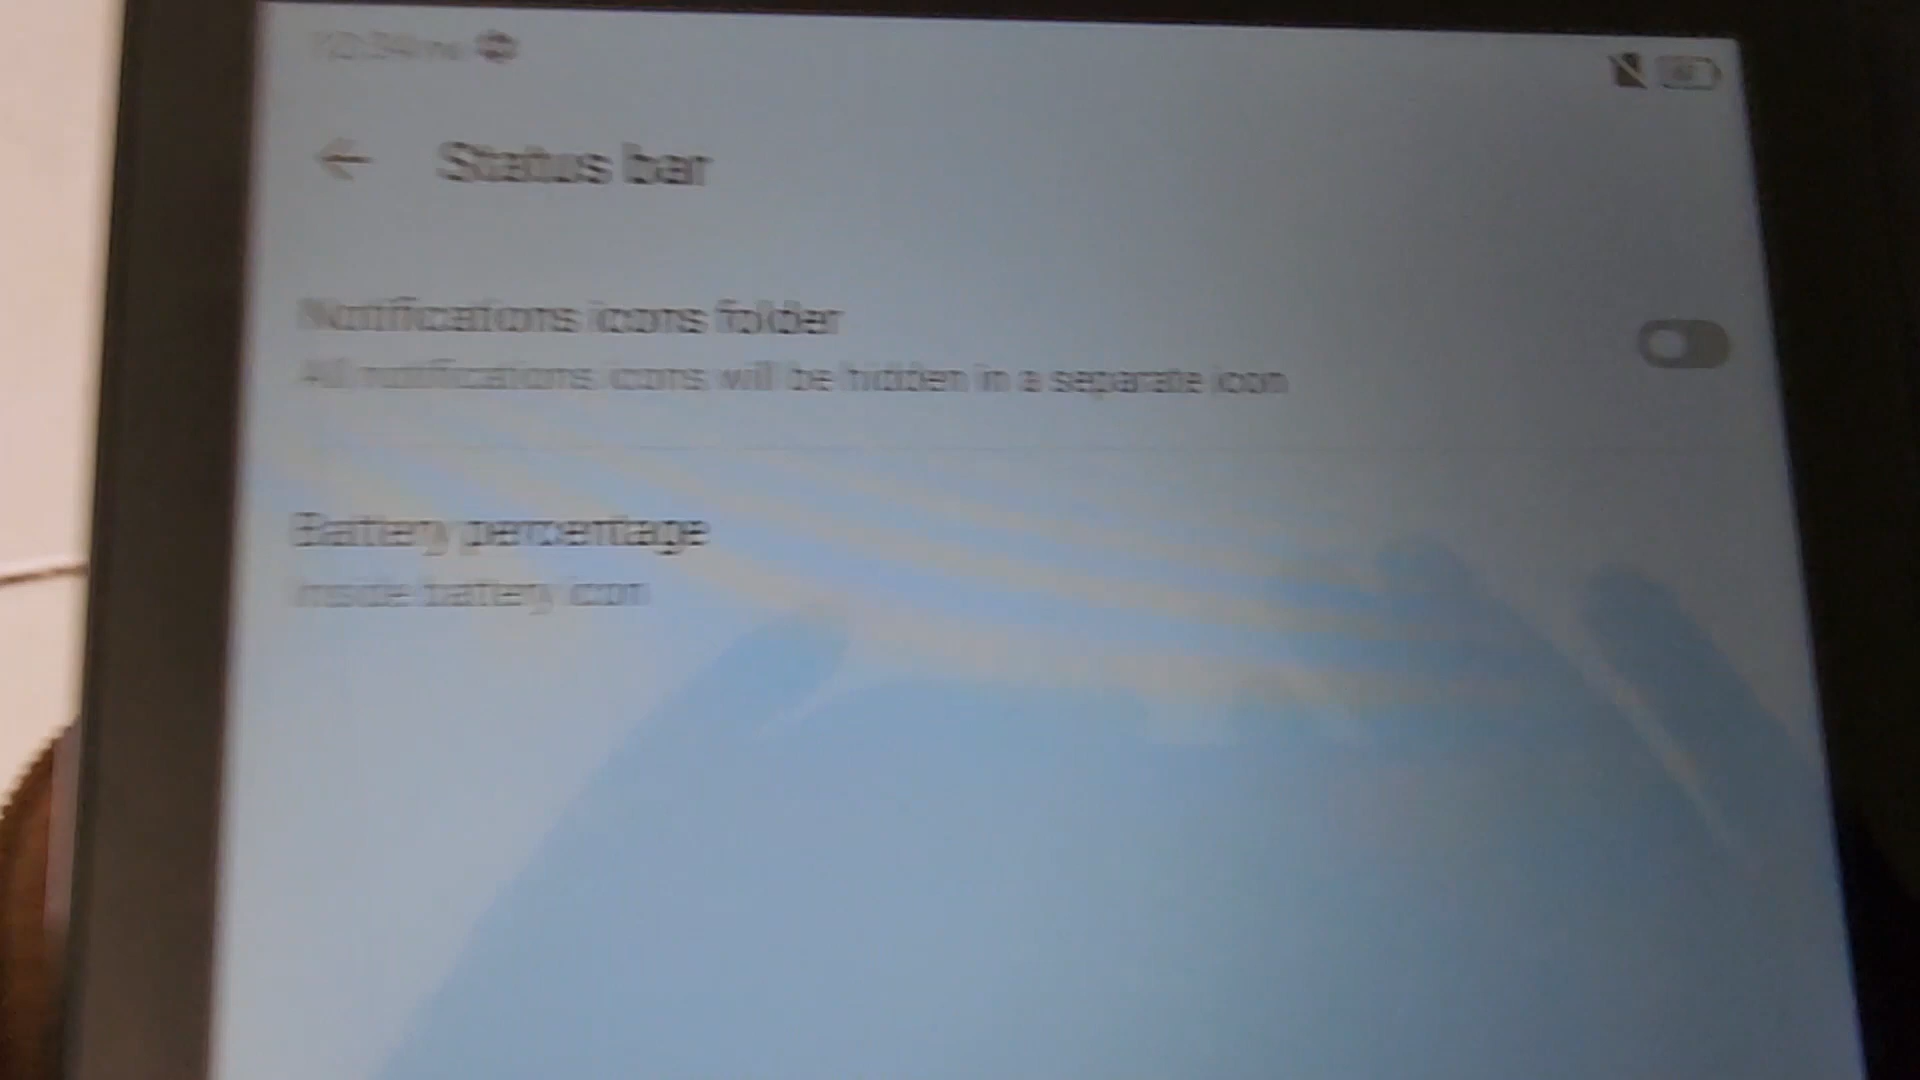 Status bar
Notifications icons folder
All notifications icons will be hidden in a separate icon
Battery percentage
Inside battery icon